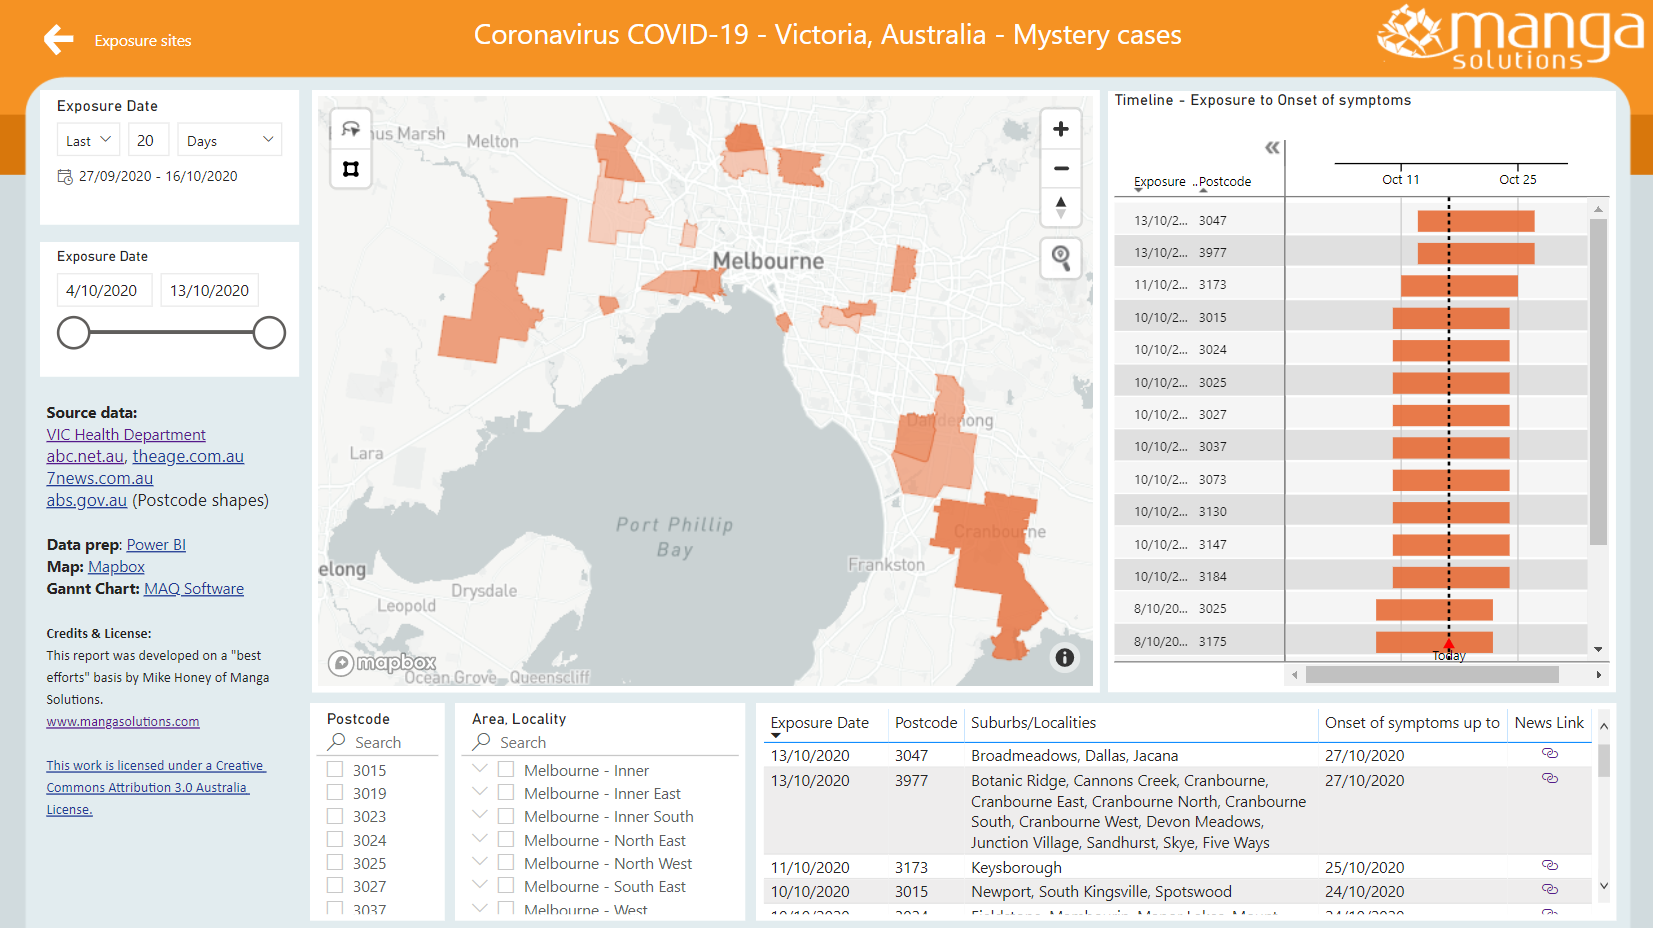 Exposure sites
Coronavirus COVID-19 - Victoria, Australia - Mystery cases
manga
solutions
Exposure Date
Last
20
Days
27/09/2020 - 16/10/2020
Exposure Date
4/10/2020
13/10/2020
Source data:
VIC Health Department
abc.net.au, theage.com.au
7news.com.au
abs.gov.au (Postcode shapes)
Data prep: Power BI
Map: Mapbox
Gannt Chart: MAQ Software
Credits & License:
This report was developed on a "best
efforts" basis by Mike Honey of Manga
Solutions.
www.mangasolutions.com
This work is licensed under a Creative
Commons Attribution 3.0 Australia
License.
Marsh
Melton
Melbourne
Lara
Port Phillip
Bay
elong
Drysdale
Leopold
Ocean Grove
Queenscliff
Frankston
Cranbourne
mapbox
Timeline - Exposure to Onset of symptoms
Exposure ..Postcode
Oct 11
Oct 25
13/10/2... 3047
13/10/2... 3977
11/10/2... 3173
10/10/2... 3015
10/10/2... 3024
10/10/2... 3025
10/10/2... 3027
10/10/2... 3037
10/10/2... 3073
10/10/2... 3130
10/10/2... 3147
10/10/2... 3184
8/10/20... 3025
8/10/20... 3175
Today
Postcode
Search
3015
3019
3023
3024
3025
3027
3037
Area, Locality
Search
Melbourne - Inner
Melbourne - Inner East
Melbourne - Inner South
Melbourne - North East
Melbourne - North West
Melbourne - South East
Melbourne - West
Exposure Date Postcode Suburbs/Localities Onset of symptoms up to News Link
13/10/2020 3047 Broadmeadows, Dallas, Jacana 27/10/2020
13/10/2020 3977 Botanic Ridge, Cannons Creek, Cranbourne, 27/10/2020
Cranbourne East, Cranbourne North, Cranbourne
South, Cranbourne West, Devon Meadows,
Junction Village, Sandhurst, Skye, Five Ways
11/10/2020 3173 Keysborough 25/10/2020
10/10/2020 3015 Newport, South Kingsville, Spotswood 24/10/2020